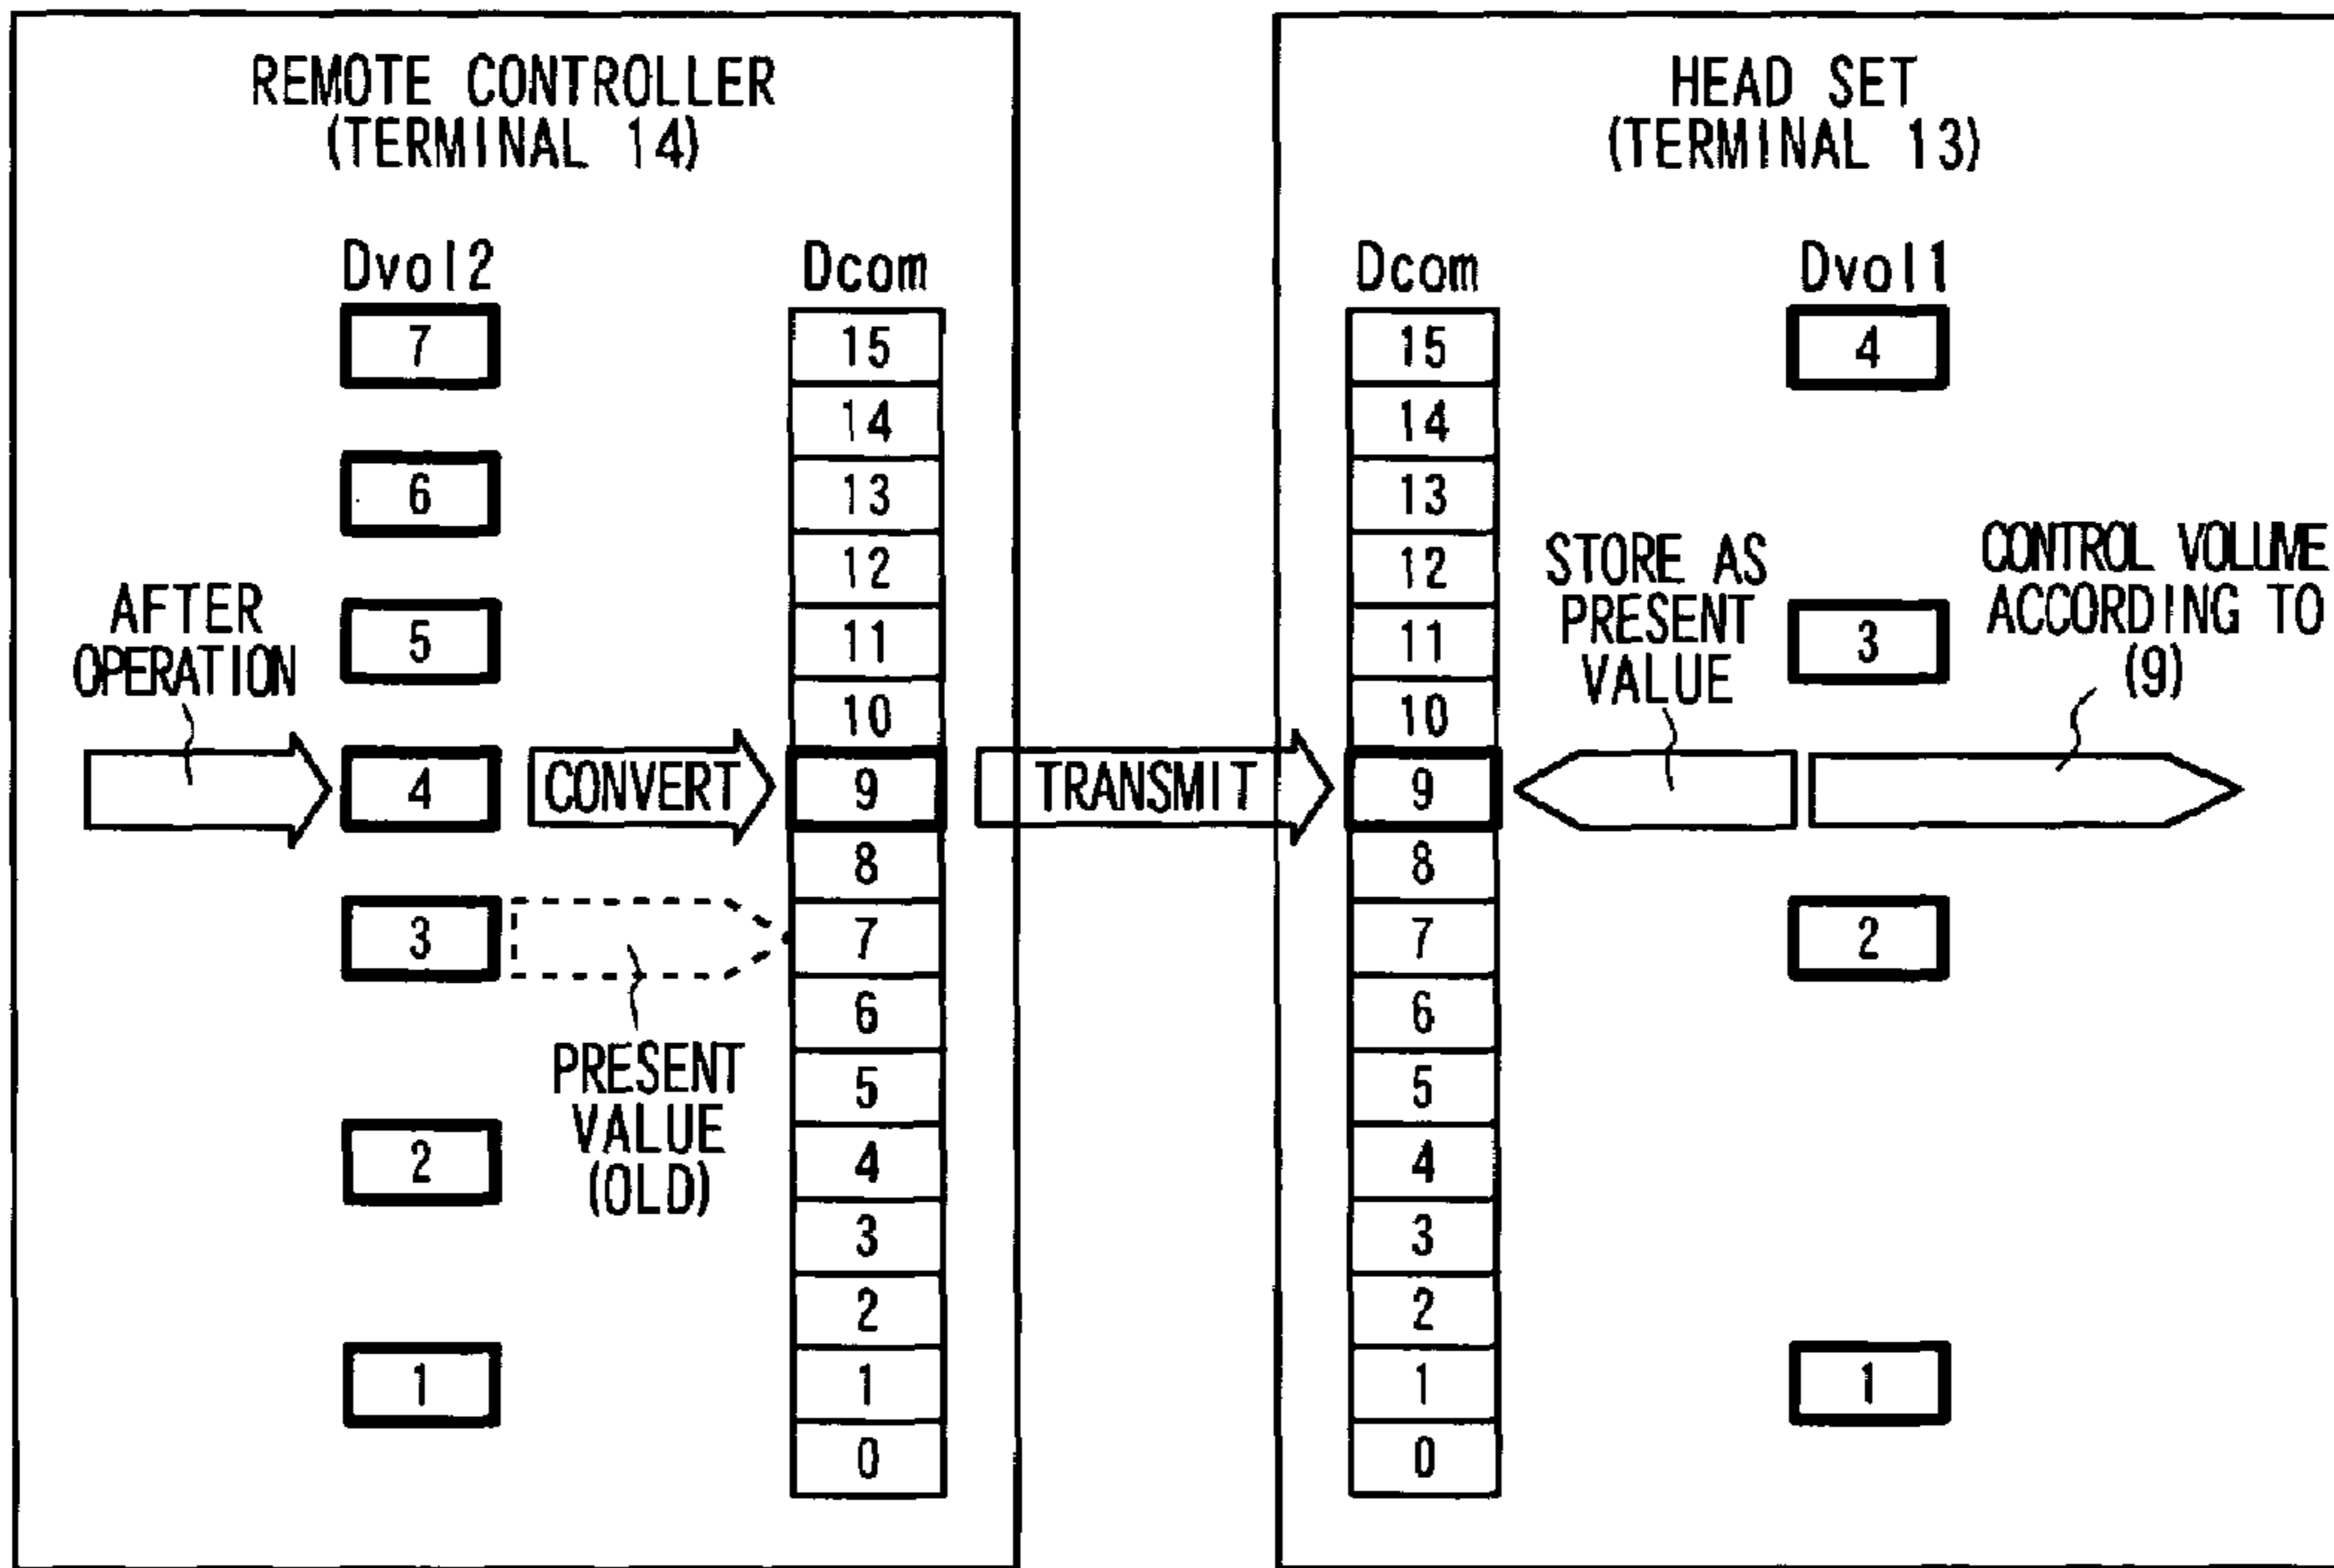 REMOTE CONTROLLER
(TERMINAL 14)
Dvol2
Dcom
7
6
5
4
3
2
1
15
14
13
12
11
10
9
8
7
6
5
4
3
2
1
0
AFTER
OPERATION
CONVERT
PRESENT
VALUE
(OLD)
TRANSMIT
HEAD SET
(TERMINAL 13)
Dcom
Dvol1
15
14
13
12
11
10
9
8
7
6
5
4
3
2
1
0
4
3
2
1
STORE AS
PRESENT
VALUE
CONTROL VOLUME
ACCORDING TO
(9)